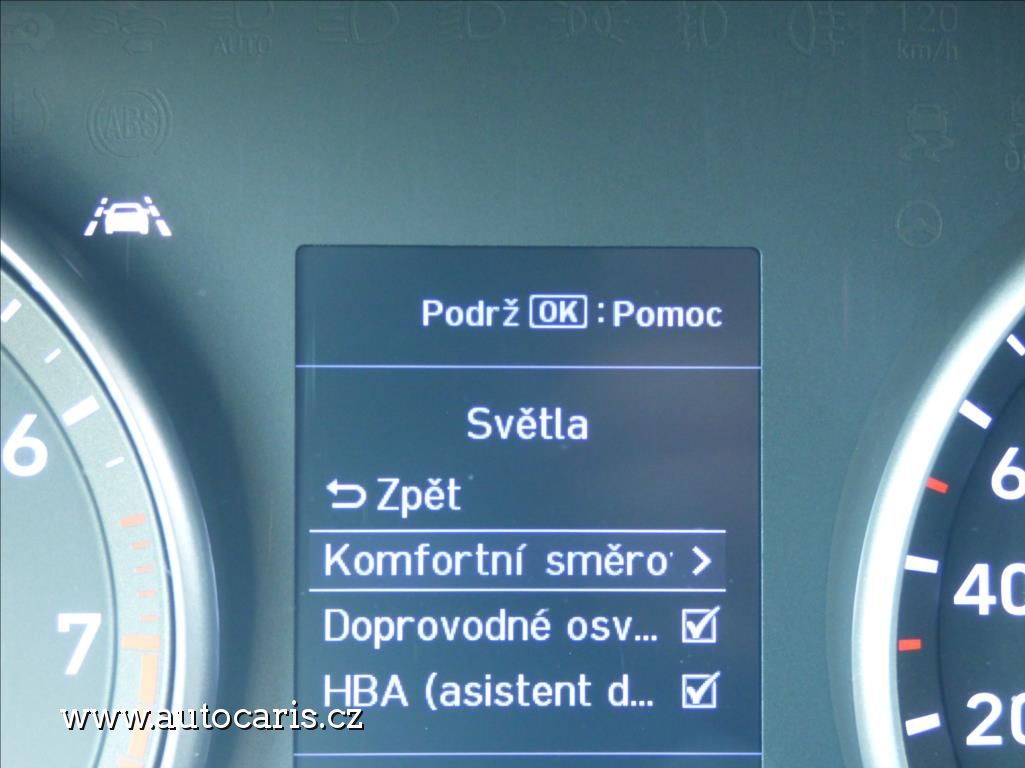 AUTO
120
km/h
ABS
Podrž OK : Pomoc
Světla
Zpět
Komfortní směro
Doprovodné osv...
HBA (asistent d...
6
7
6
40
20
www.autocaris.cz